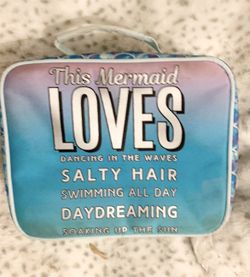 This Mermaid
LOVES
DANCING IN THE WAVES
SALTY HAIR
SWIMMING ALL DAY
DAYDREAMING
SOAKING UP THE SUN